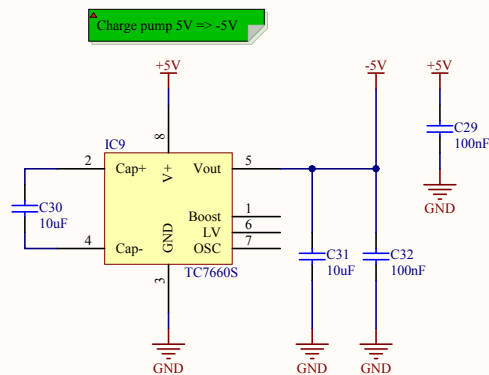 Charge pump 5V => -5V
+5V
-5V
+5V
IC9
8
V+
2
Cap+
Vout
5
C29
100nF
GND
C30
10uF
Boost
1
LV
6
4
Cap-
GND
OSC
7
TC7660S
3
C31
10uF
C32
100nF
GND
GND
GND